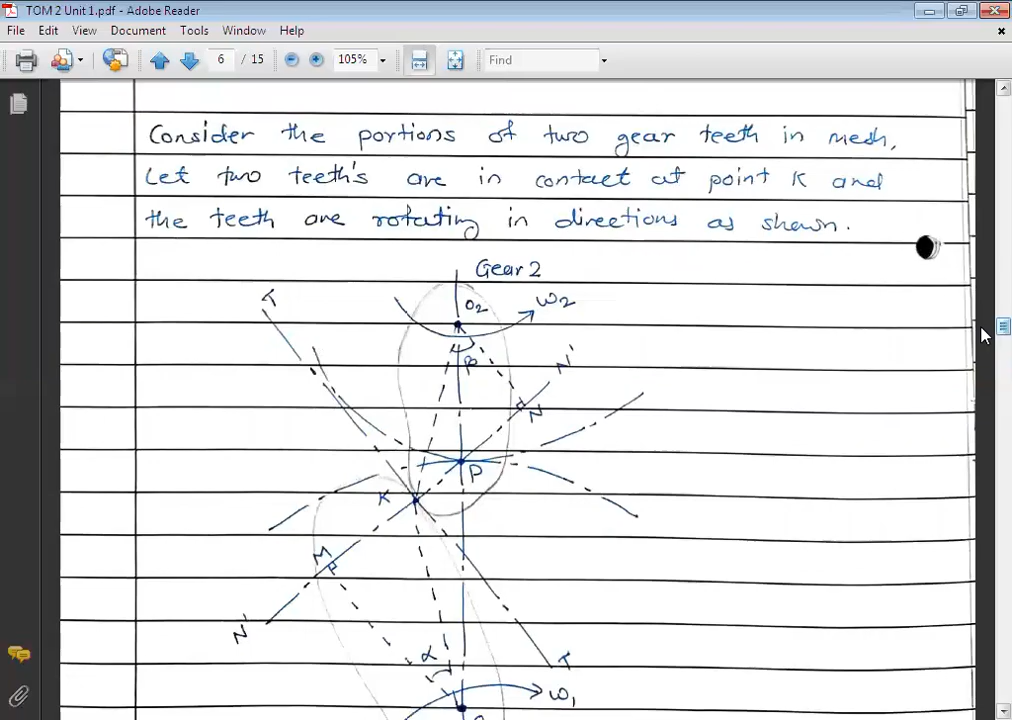 TOM 2 Unit 1.pdf - Adobe Reader
File Edit View Document Tools Window Help
6 / 15 105% Find
Consider the portions of two gear teeth in mesh,
Let two teeth's are in contact at point K and
the teeth are rotating in directions as shown.
Gear 2
T
O2
ω2
β
N'
N
P
K
M
N'
α
T
ω1